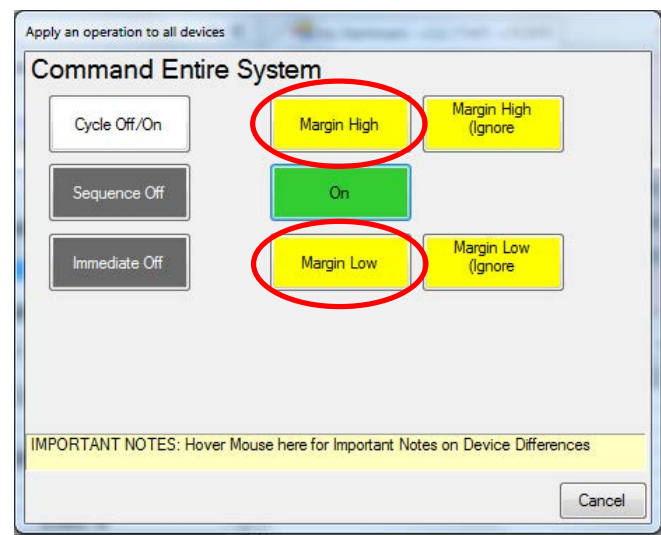 Apply an operation to all devices
Command Entire System
Cycle Off/On
Margin High
Margin High
(Ignore
Sequence Off
On
Immediate Off
Margin Low
Margin Low
(Ignore
IMPORTANT NOTES: Hover Mouse here for Important Notes on Device Differences
Cancel